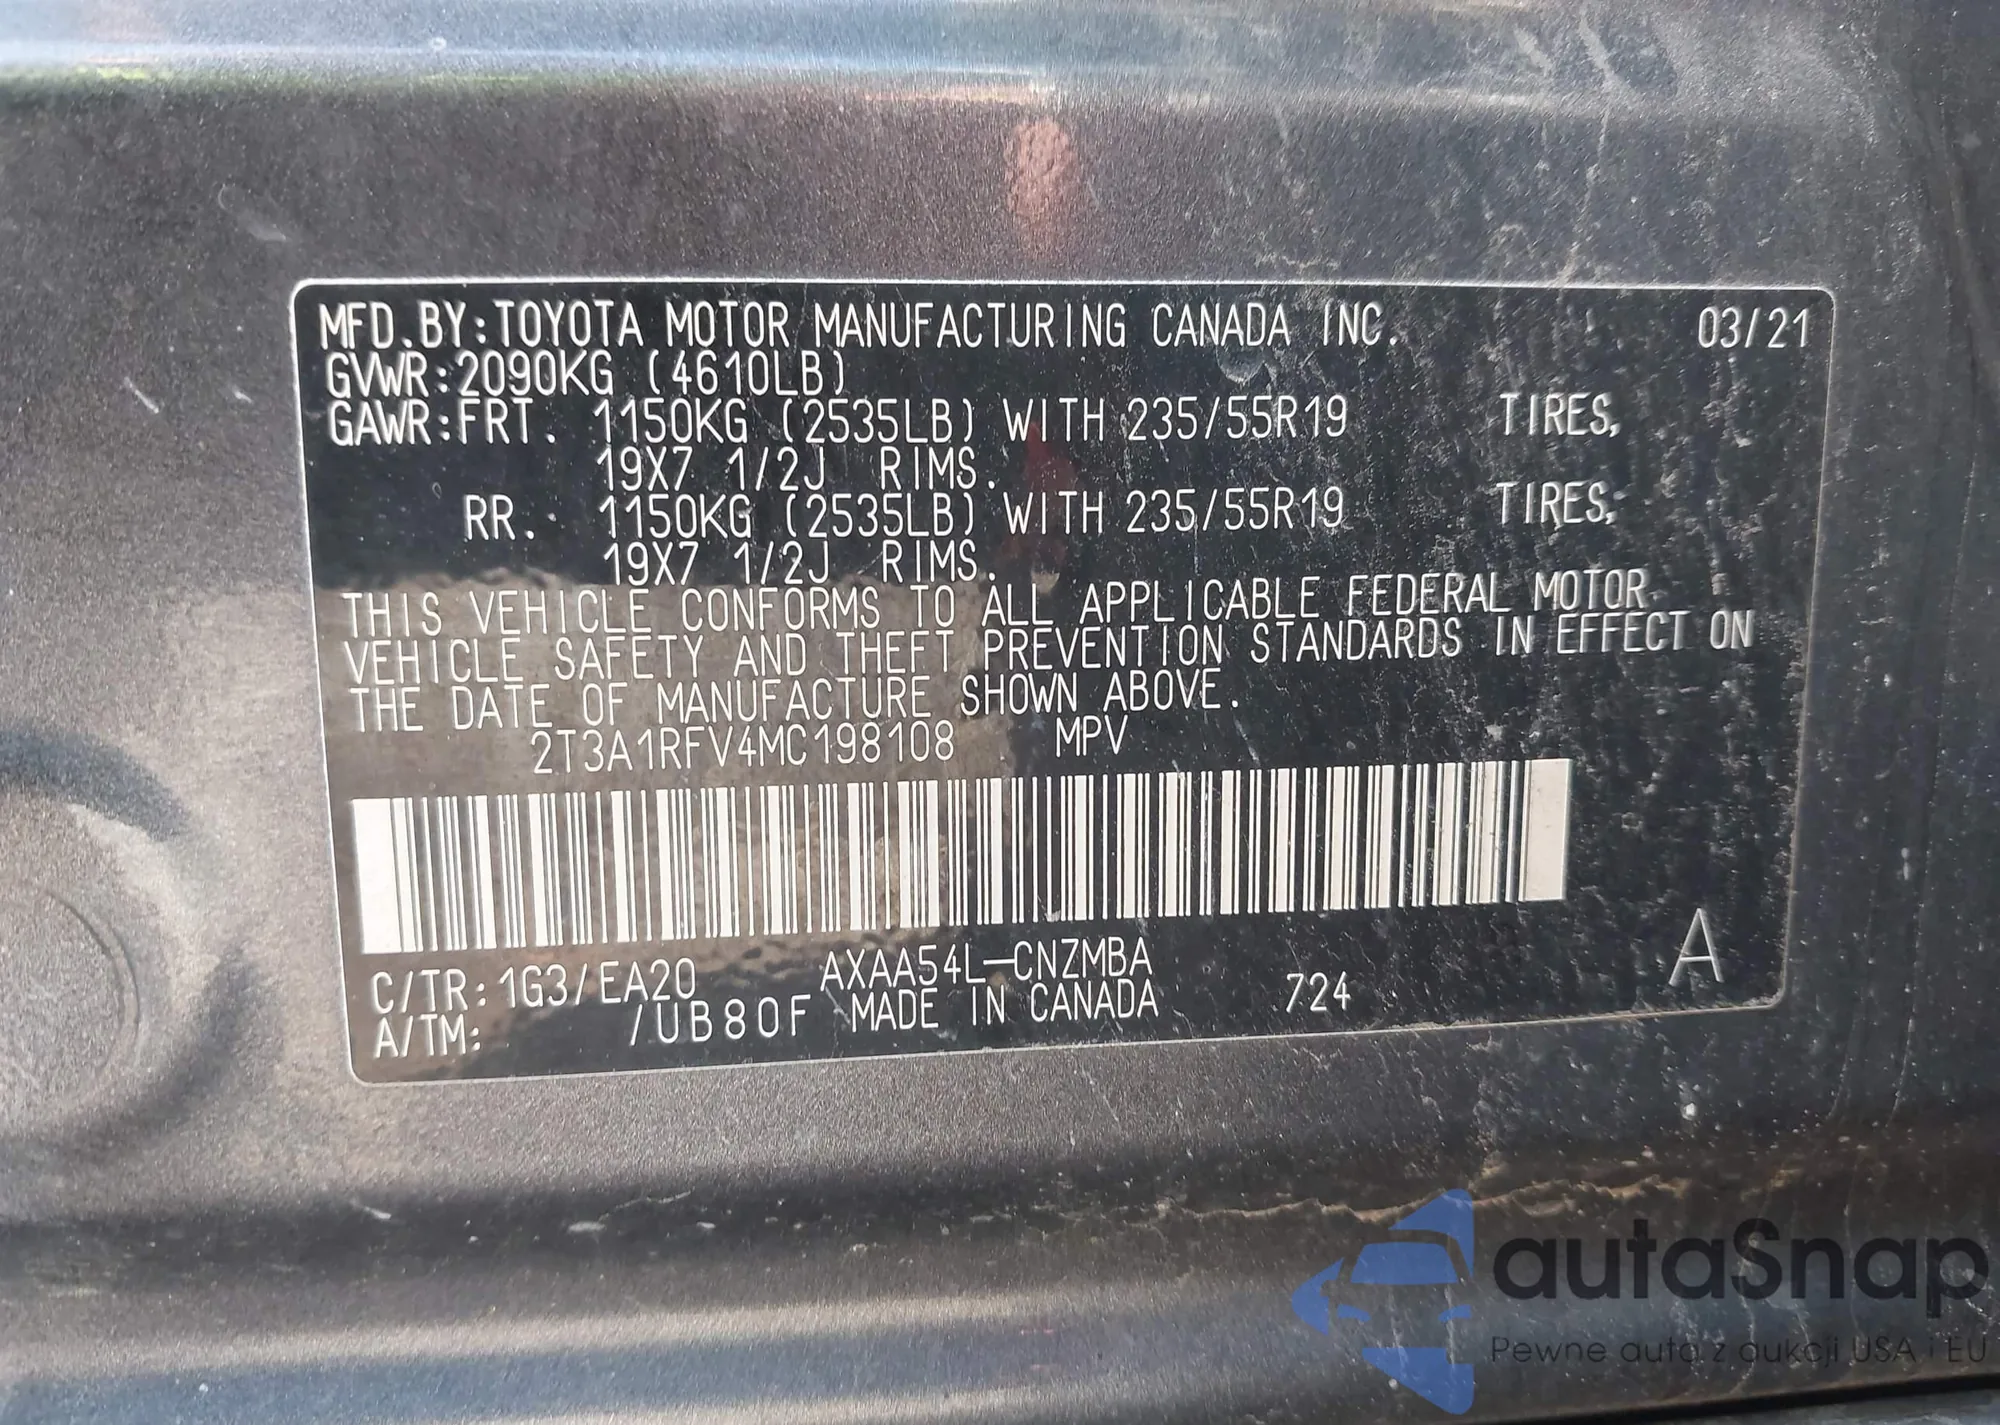 MFD.BY:TOYOTA MOTOR MANUFACTURING CANADA INC. 03/21
GVWR:2090KG (4610LB)
GAWR:FRT. 1150KG (2535LB) WITH 235/55R19 TIRES,
19X7 1/2J RIMS.
RR. 1150KG (2535LB) WITH 235/55R19 TIRES,
19X7 1/2J RIMS.
THIS VEHICLE CONFORMS TO ALL APPLICABLE FEDERAL MOTOR
VEHICLE SAFETY AND THEFT PREVENTION STANDARDS IN EFFECT ON
THE DATE OF MANUFACTURE SHOWN ABOVE.
2T3A1RFV4MC198108 MPV
C/TR:1G3/EA20 AXAA54L-CNZMBA A
A/TM: /UB80F MADE IN CANADA 724
autaSnap
Pewne auta z aukcji USA i EU